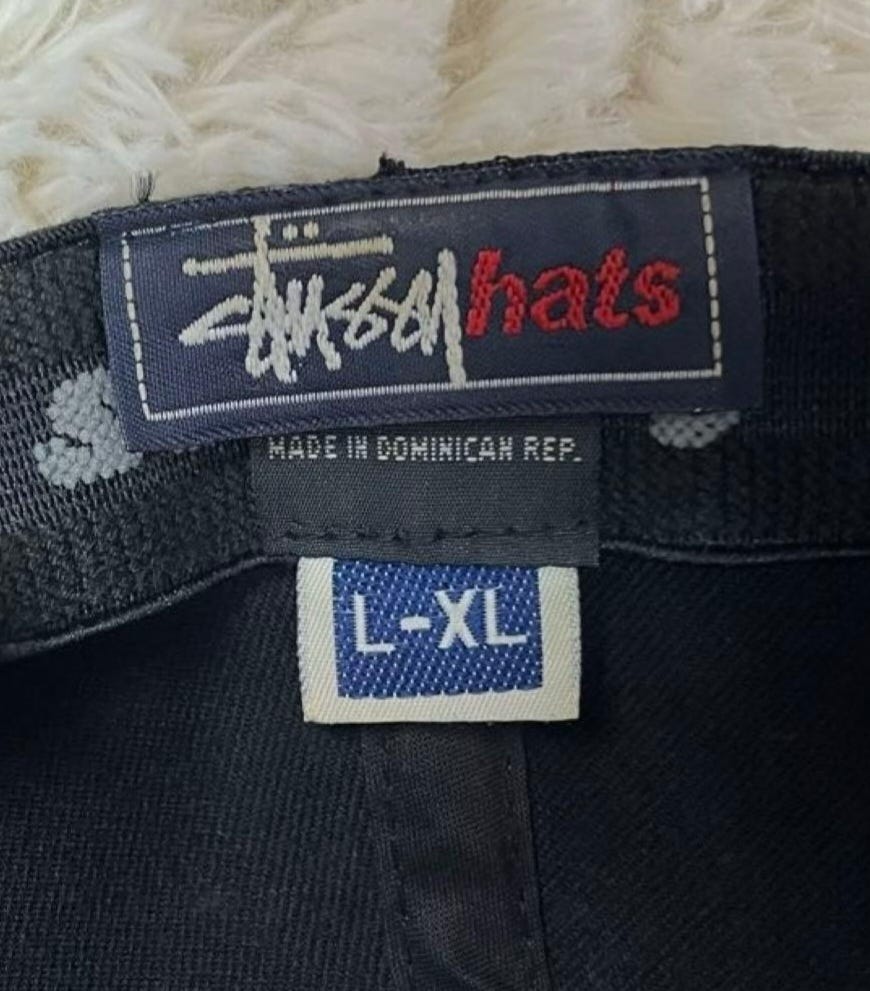 Stüssy hats
MADE IN DOMINICAN REP.
L-XL